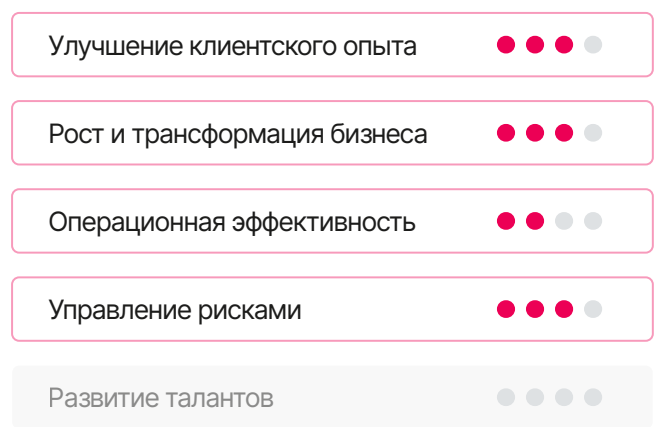 Улучшение клиентского опыта
Рост и трансформация бизнеса
Операционная эффективность
Управление рисками
Развитие талантов